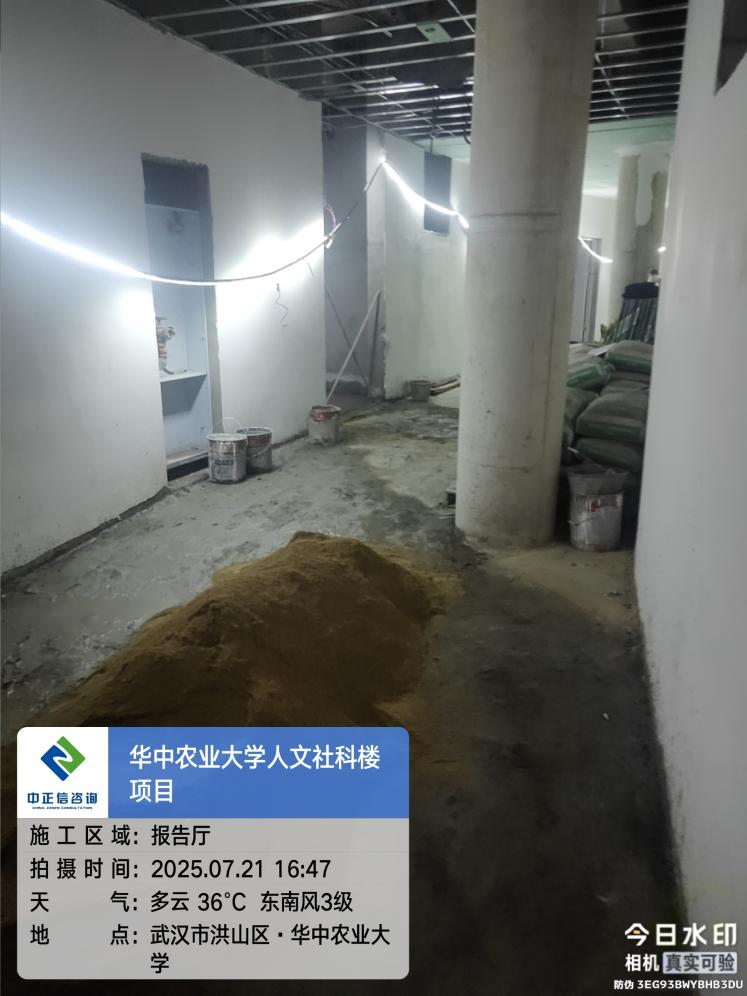 中正信咨询
CHINA ZENXIN CONSULTATION
华中农业大学人文社科楼
项目
施工区域：报告厅
拍摄时间：2025.07.21 16:47
天气：多云 36℃ 东南风3级
地点：武汉市洪山区·华中农业大
学
今日水印
相机 真实可验
防伪 3EG93BWYBHB3DU